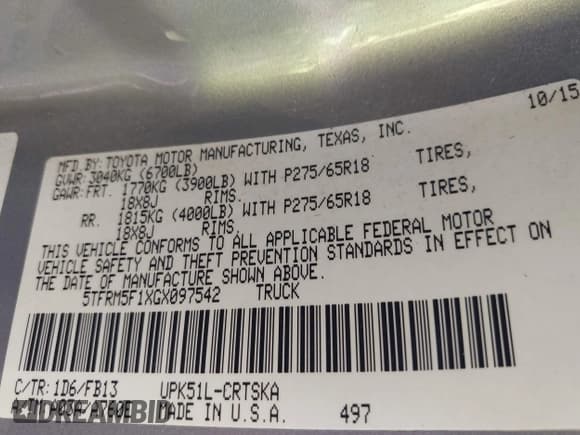 10/15
MFD BY: TOYOTA MOTOR MANUFACTURING, TEXAS, INC.
GVWR: 3040KG (6700LB)
GAWR: FRT. 1770KG (3900LB) WITH P275/65R18 TIRES,
18X8J RIMS.
RR. 1815KG (4000LB) WITH P275/65R18 TIRES,
18X8J RIMS.
THIS VEHICLE CONFORMS TO ALL APPLICABLE FEDERAL MOTOR
VEHICLE SAFETY AND THEFT PREVENTION STANDARDS IN EFFECT ON
THE DATE OF MANUFACTURE SHOWN ABOVE.
5TFRM5F1XGX097542 TRUCK
C/TR: 1D6/FB13 UPK51L-CRTSKA
A/TM: A03A/A760E MADE IN U.S.A. 497
DREAMBID